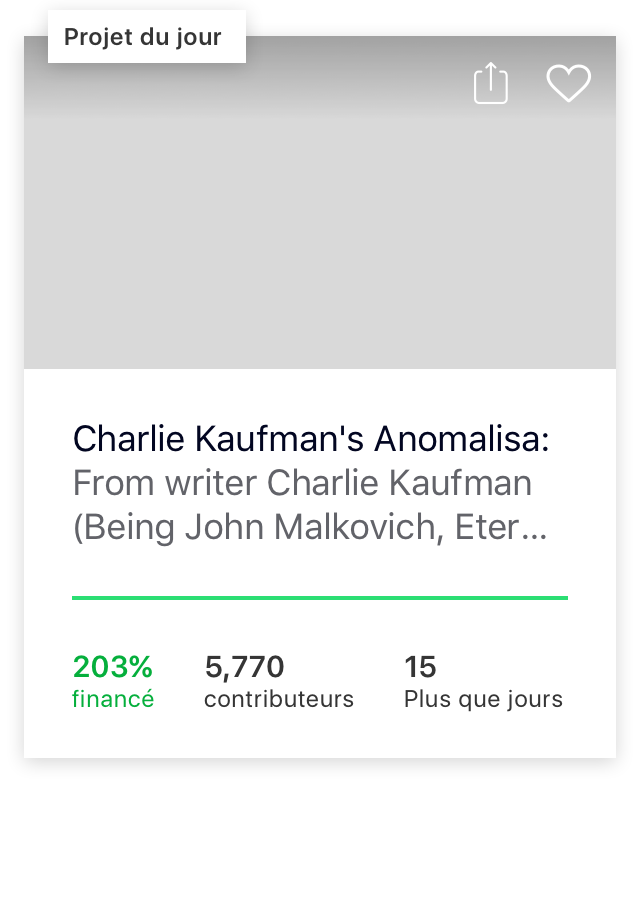 Projet du jour
Charlie Kaufman's Anomalisa:
From writer Charlie Kaufman
(Being John Malkovich, Eter...
203% 5,770 15
financé contributeurs Plus que jours